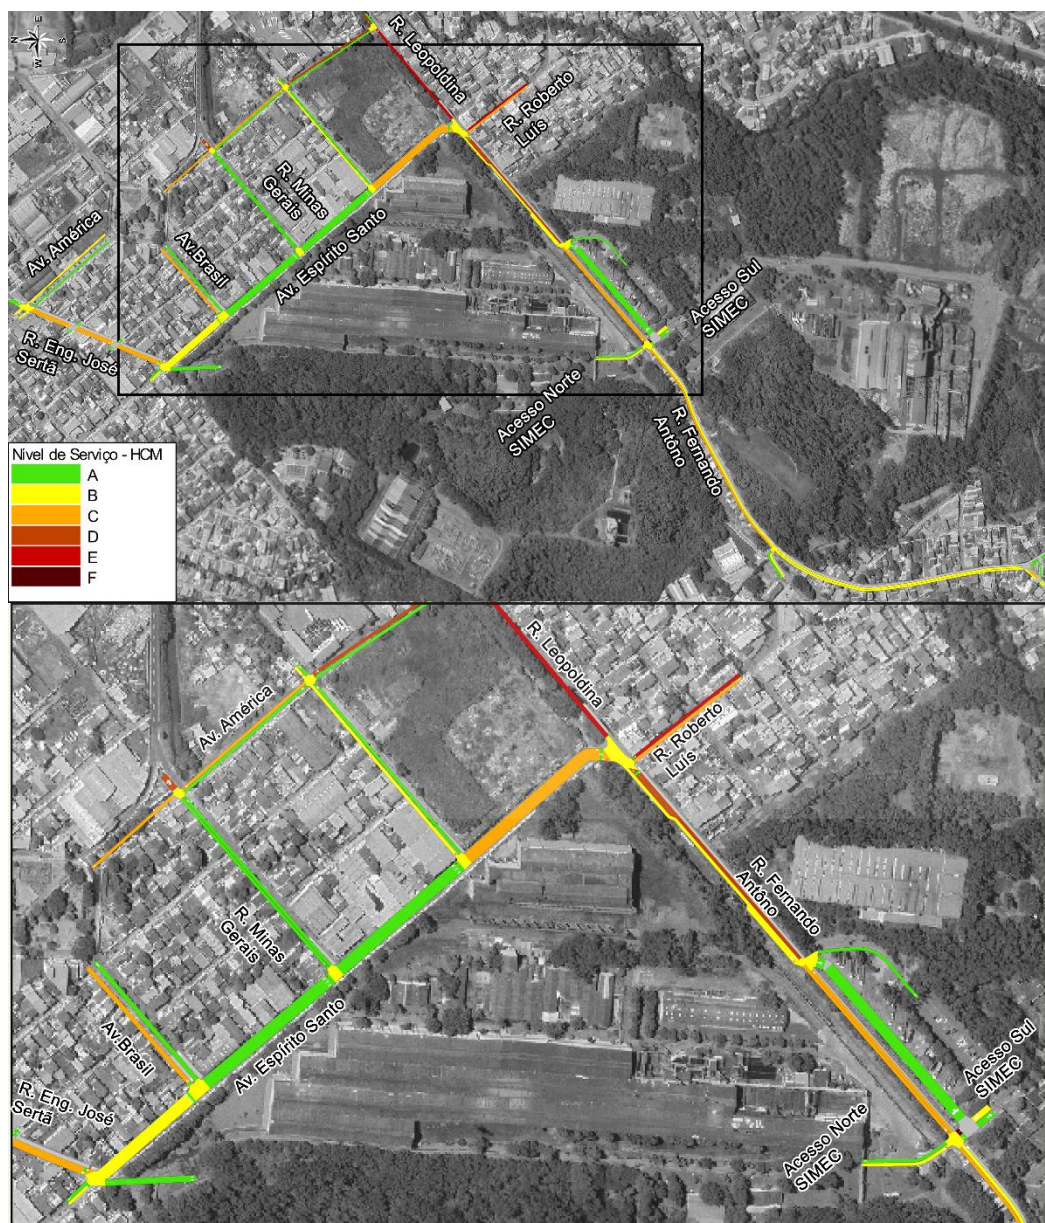 N
E
S
W
R. Leopoldina
R. Roberto
Luís
R. Minas
Gerais
Av. América
Av.Brasil
Av. Espírito Santo
R. Eng. José
Sertã
Acesso Sul
SIMEC
Acesso Norte
SIMEC
R. Fernando
Antôno
Nível de Serviço - HCM
A
B
C
D
E
F
R. Leopoldina
Av. América
R. Roberto
Luís
R. Fernando
Antôno
R. Minas
Gerais
Av.Brasil
Av. Espírito Santo
R. Eng. José
Sertã
Acesso Sul
SIMEC
Acesso Norte
SIMEC